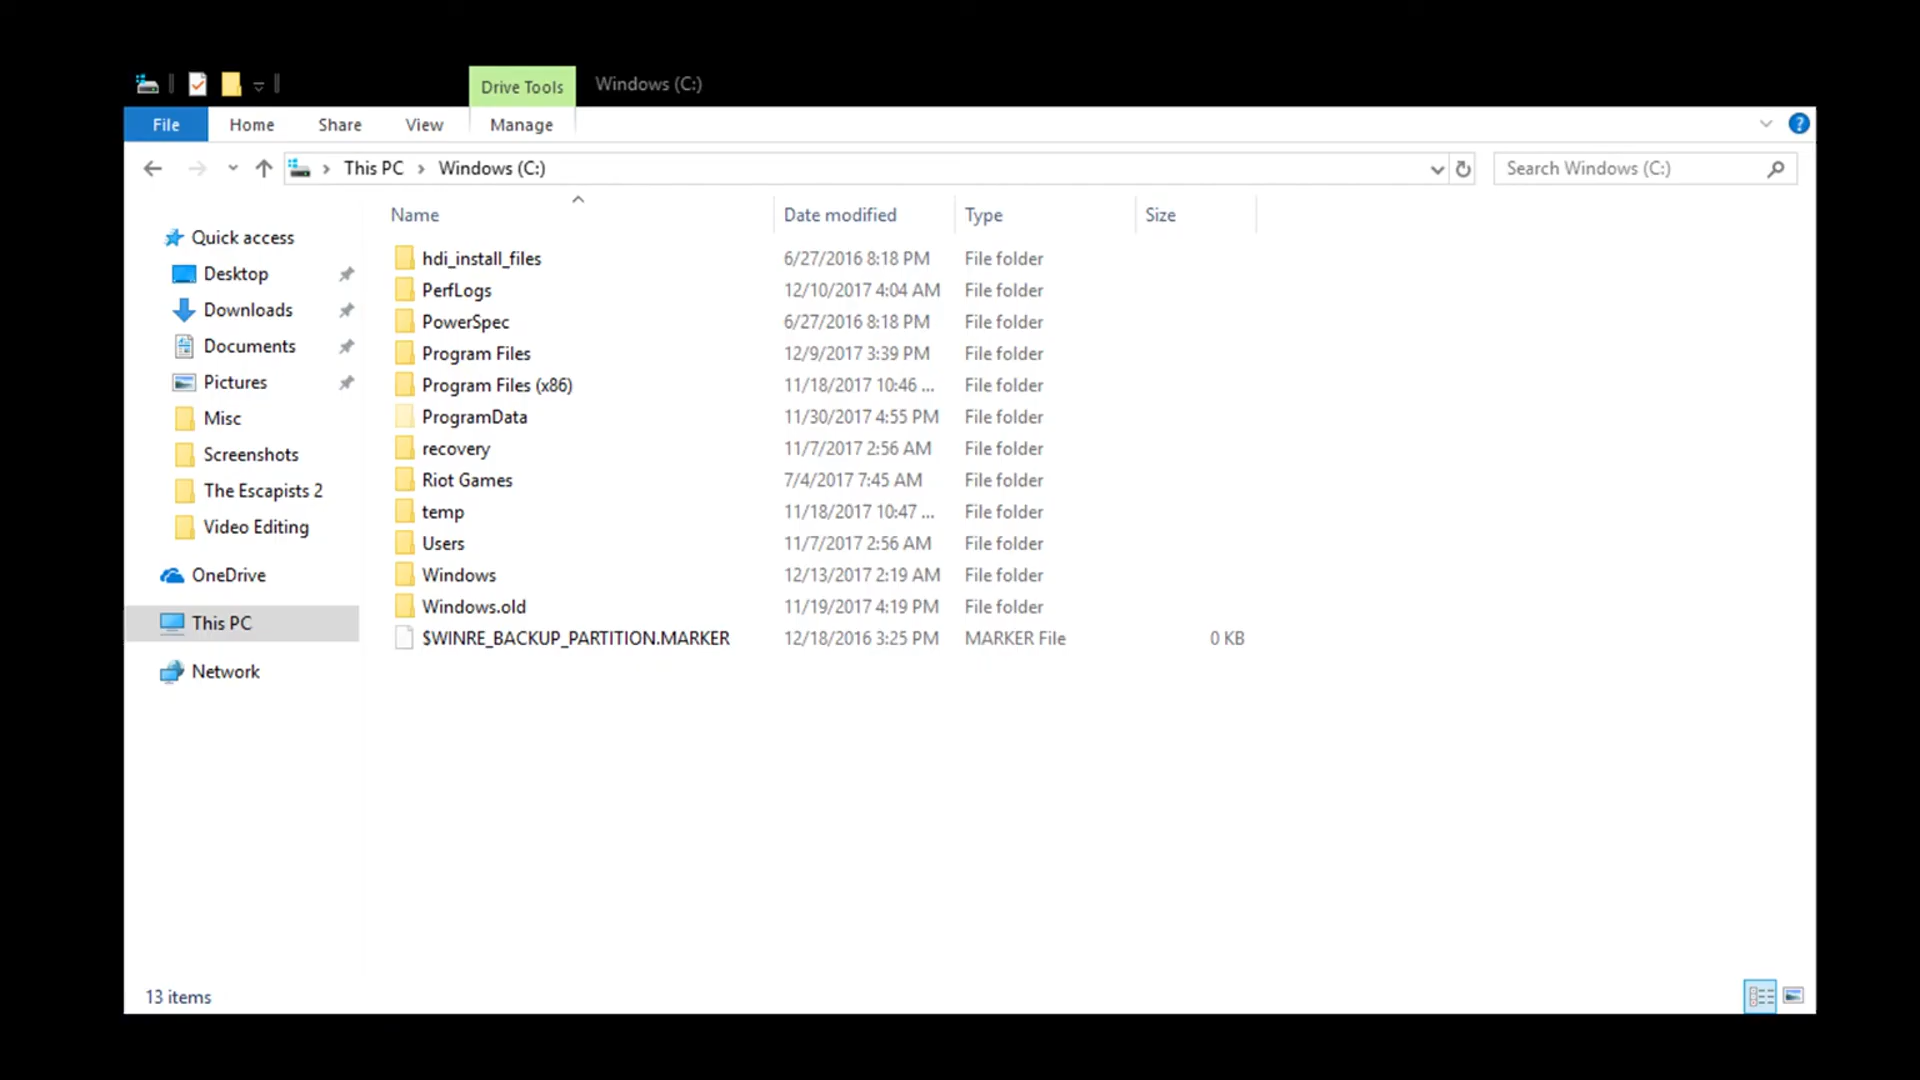 Drive Tools Windows (C:)
File Home Share View Manage
This PC Windows (C:) Search Windows (C:)
Name Date modified Type Size
Quick access
Desktop
Downloads
Documents
Pictures
Misc
Screenshots
The Escapists 2
Video Editing
OneDrive
This PC
Network
hdi_install_files 6/27/2016 8:18 PM File folder
PerfLogs 12/10/2017 4:04 AM File folder
PowerSpec 6/27/2016 8:18 PM File folder
Program Files 12/9/2017 3:39 PM File folder
Program Files (x86) 11/18/2017 10:46 ... File folder
ProgramData 11/30/2017 4:55 PM File folder
recovery 11/7/2017 2:56 AM File folder
Riot Games 7/4/2017 7:45 AM File folder
temp 11/18/2017 10:47 ... File folder
Users 11/7/2017 2:56 AM File folder
Windows 12/13/2017 2:19 AM File folder
Windows.old 11/19/2017 4:19 PM File folder
$WINRE_BACKUP_PARTITION.MARKER 12/18/2016 3:25 PM MARKER File 0 KB
13 items